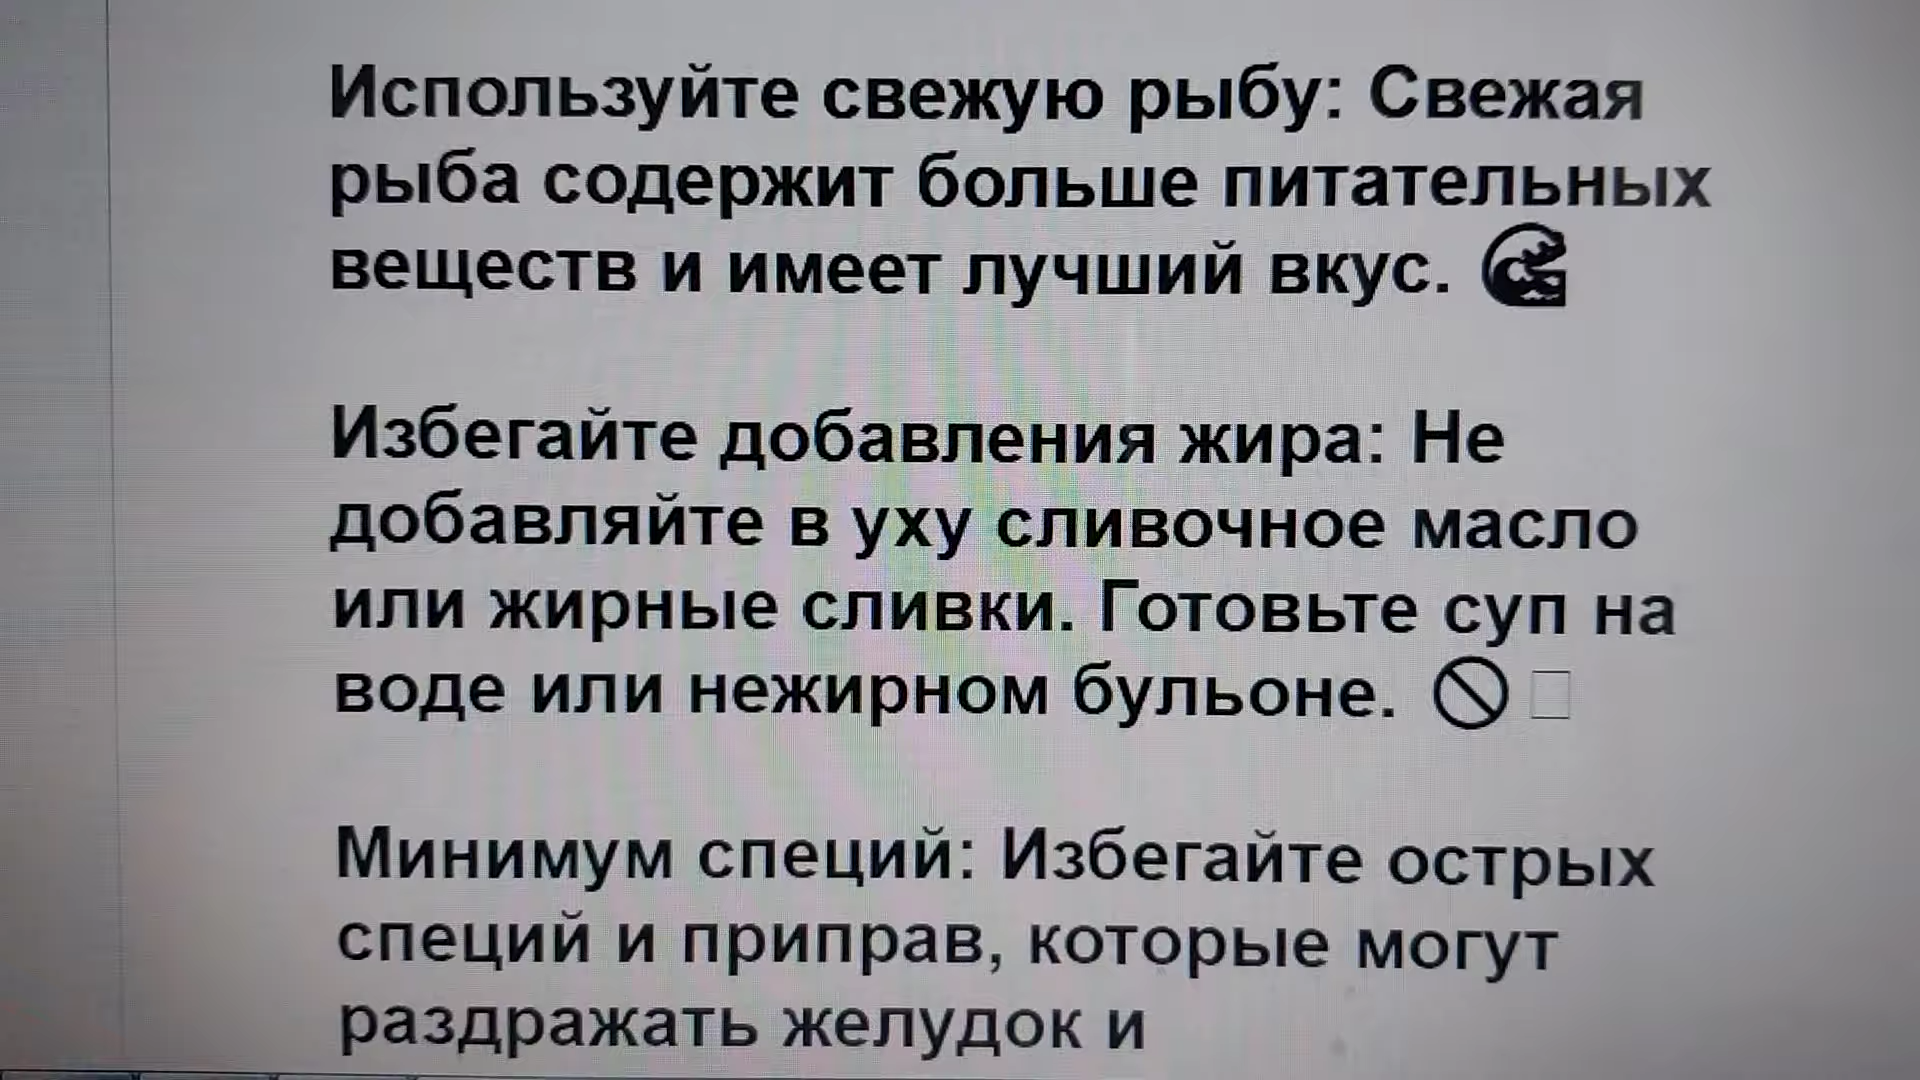 Используйте свежую рыбу: Свежая
рыба содержит больше питательных
веществ и имеет лучший вкус. 🌊
Избегайте добавления жира: Не
добавляйте в уху сливочное масло
или жирные сливки. Готовьте суп на
воде или нежирном бульоне. 🚫 □
Минимум специй: Избегайте острых
специй и приправ, которые могут
раздражать желудок и